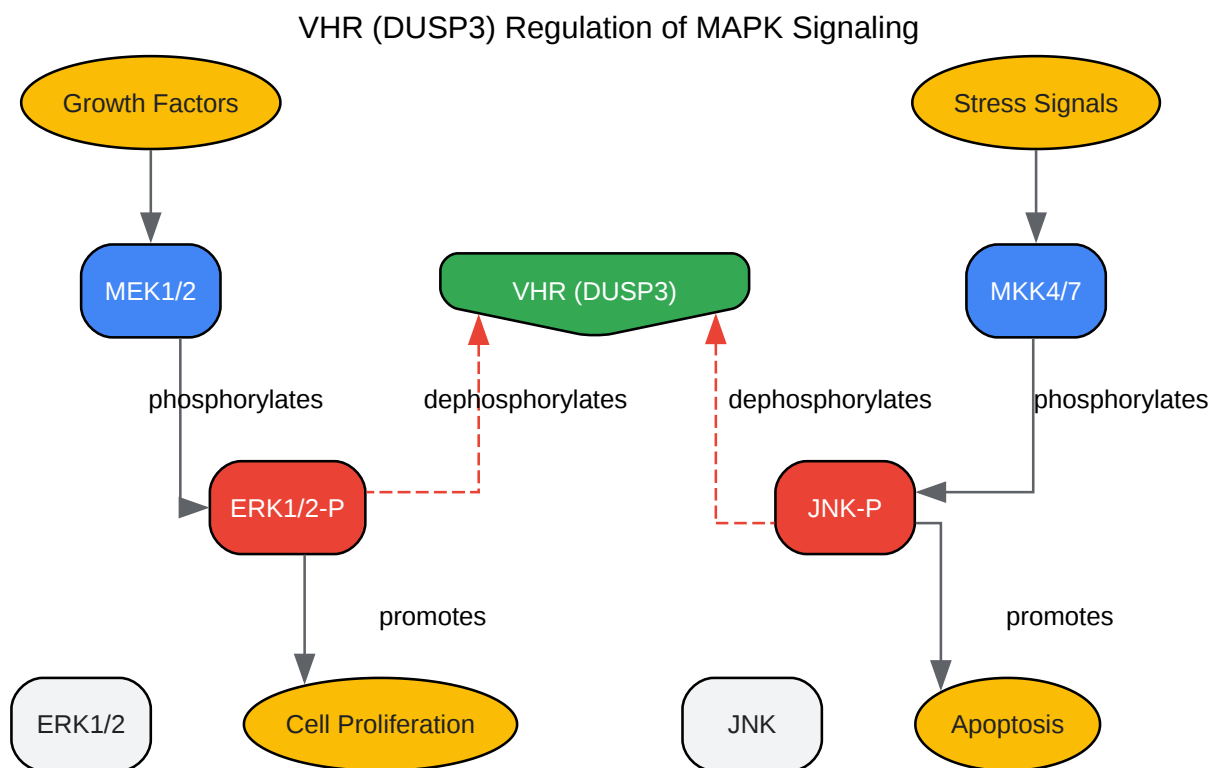 VHR (DUSP3) Regulation of MAPK Signaling
Growth Factors
Stress Signals
MEK1/2
VHR (DUSP3)
MKK4/7
phosphorylates
dephosphorylates
dephosphorylates
phosphorylates
ERK1/2-P
JNK-P
promotes
promotes
ERK1/2
Cell Proliferation
JNK
Apoptosis